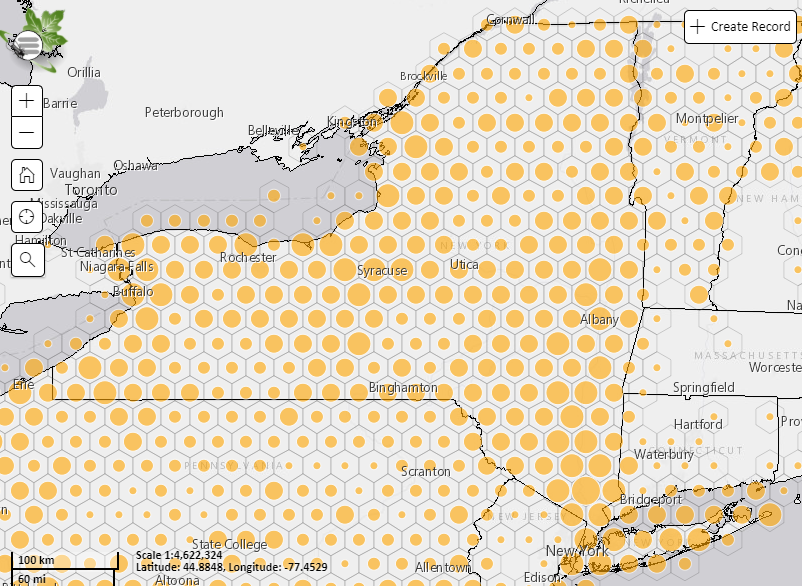 Richelieu
Cornwall
+ Create Record
Orillia
Brockville
Barrie
Peterborough
Montpelier
Kingston
Belleville
VERMONT
Oshawa
Vaughan
Toronto
Mississauga
NEW HAM
Oakville
Hamilton
NEW YORK
St Catharines
Rochester
Con
Niagara Falls
Syracuse
Utica
Buffalo
Na
Albany
MASSACHUSETTS
Worceste
Erie
Binghamton
Springfield
Hartford
Prov
CONNECTICUT
Waterbury
PENNSYLVANIA
Scranton
Bridgeport
NEW JERSEY
State College
New York
100 km
Scale 1:4,622,324
Latitude: 44.8848, Longitude: -77.4529
Allentown
60 mi
Altoona
Edison